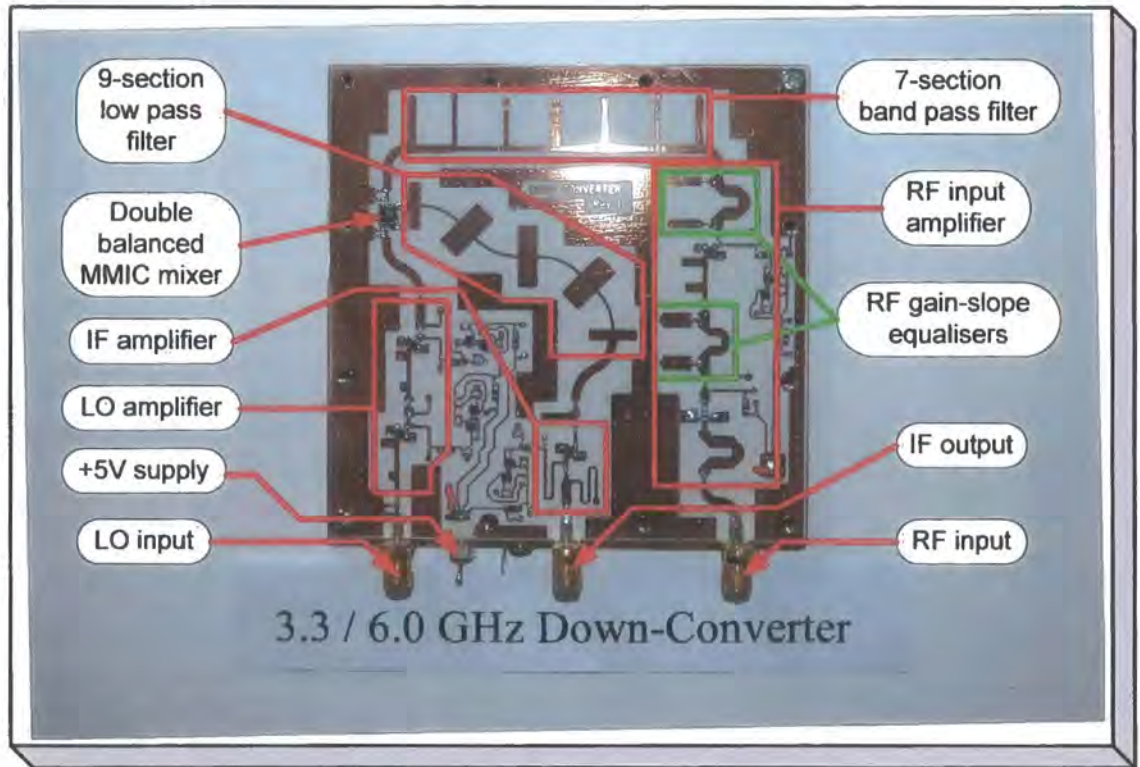 9-section
low pass
filter
7-section
band pass filter
Double
balanced
MMIC mixer
RF input
amplifier
IF amplifier
RF gain-slope
equalisers
LO amplifier
+5V supply
IF output
LO input
RF input
3.3 / 6.0 GHz Down-Converter